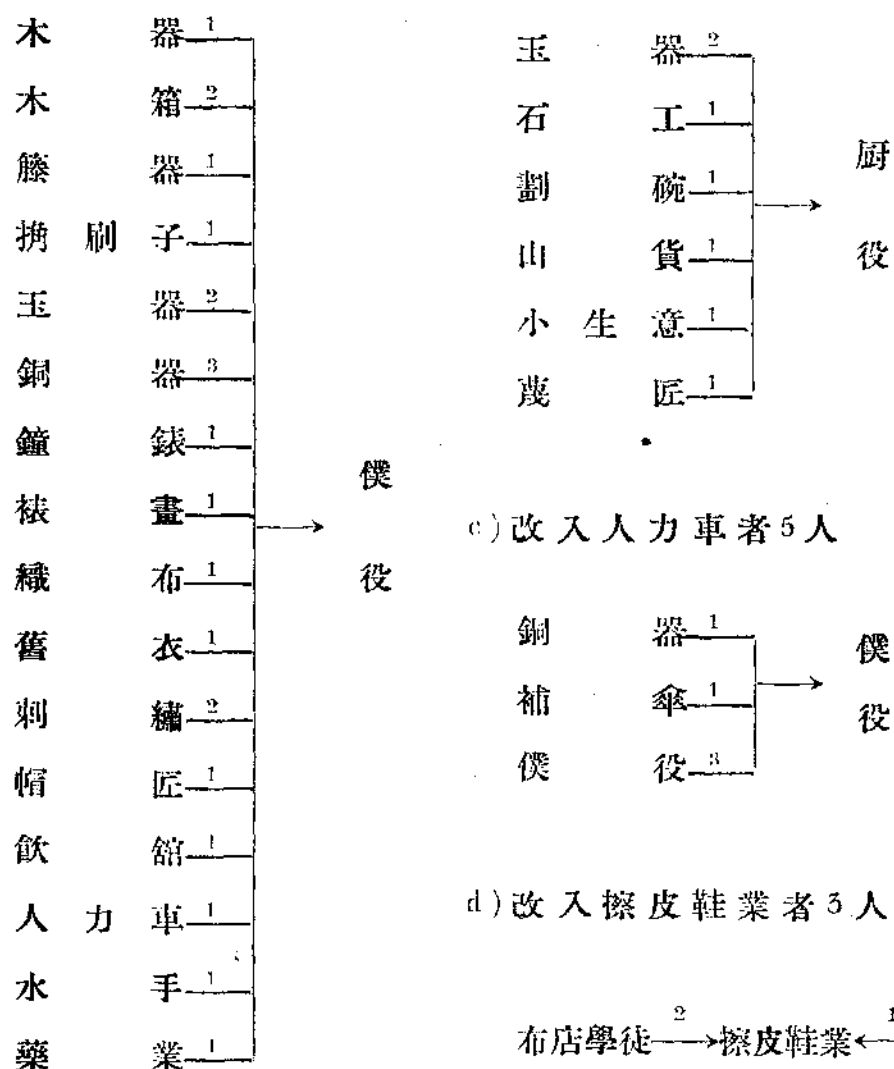 木器 1
木箱 2
籐器 1
刷子 1
玉器 2
銅器 3
鐘錶 1
裱畫 1
織布 1
舊衣 1
刺繡 2
帽匠 1
飲館 1
人力車 1
水手 1
藥業 1
僕役
玉器 2
石工 1
劃碗 1
山貨 1
小生意 1
蔑匠 1
厨役
c)改入人力車者5人
銅器 1
補傘 1
僕役 3
僕役
d)改入擦皮鞋業者3人
布店學徒 2 →擦皮鞋業← 1